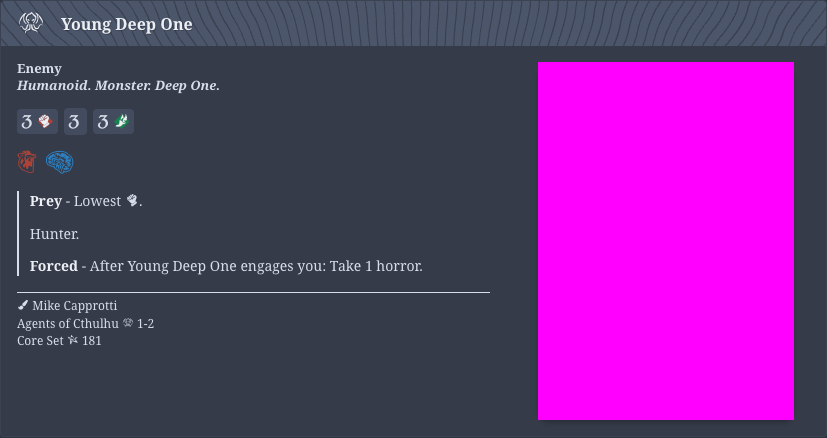 Young Deep One
Enemy
Humanoid. Monster. Deep One.
3 3 3
Prey - Lowest .
Hunter.
Forced - After Young Deep One engages you: Take 1 horror.
Mike Capprotti
Agents of Cthulhu 1-2
Core Set 181